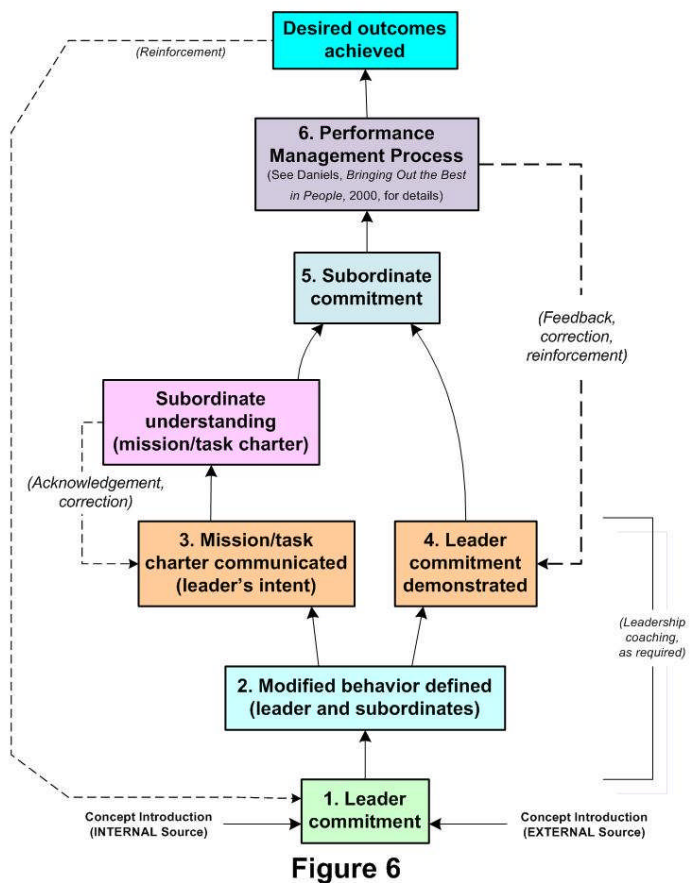 Desired outcomes
achieved
(Reinforcement)
6. Performance
Management Process
(See Daniels, Bringing Out the Best
in People, 2000, for details)
5. Subordinate
commitment
(Feedback,
correction,
reinforcement)
Subordinate
understanding
(mission/task charter)
(Acknowledgement,
correction)
3. Mission/task
charter communicated
(leader’s intent)
4. Leader
commitment
demonstrated
(Leadership
coaching,
as required)
2. Modified behavior defined
(leader and subordinates)
1. Leader
commitment
Concept Introduction
(INTERNAL Source)
Concept Introduction
(EXTERNAL Source)
Figure 6